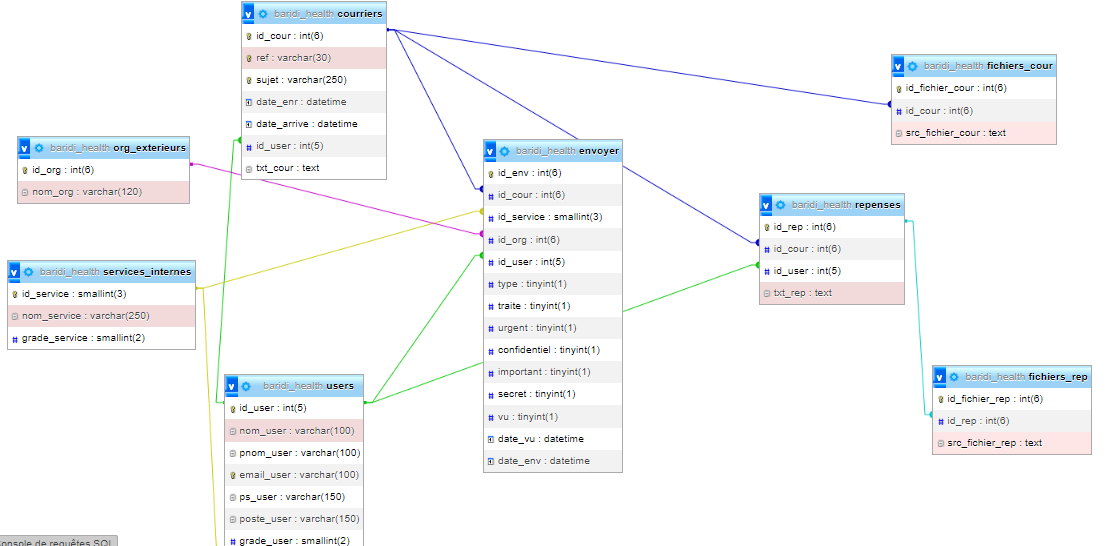 baridi_health courriers
id_cour : int(6)
ref : varchar(30)
sujet : varchar(250)
date_enr : datetime
date_arrive : datetime
id_user : int(5)
txt_cour : text
baridi_health fichiers_cour
id_fichier_cour : int(6)
id_cour : int(6)
src_fichier_cour : text
baridi_health org_exterieurs
id_org : int(6)
nom_org : varchar(120)
baridi_health envoyer
id_env : int(6)
id_cour : int(6)
id_service : smallint(3)
id_org : int(6)
id_user : int(5)
type : tinyint(1)
traite : tinyint(1)
urgent : tinyint(1)
confidentiel : tinyint(1)
important : tinyint(1)
secret : tinyint(1)
vu : tinyint(1)
date_vu : datetime
date_env : datetime
baridi_health repenses
id_rep : int(6)
id_cour : int(6)
id_user : int(5)
txt_rep : text
baridi_health services_internes
id_service : smallint(3)
nom_service : varchar(250)
grade_service : smallint(2)
baridi_health users
id_user : int(5)
nom_user : varchar(100)
pnom_user : varchar(100)
email_user : varchar(100)
ps_user : varchar(150)
poste_user : varchar(150)
grade_user : smallint(2)
baridi_health fichiers_rep
id_fichier_rep : int(6)
id_rep : int(6)
src_fichier_rep : text
onsole de requêtes SQL